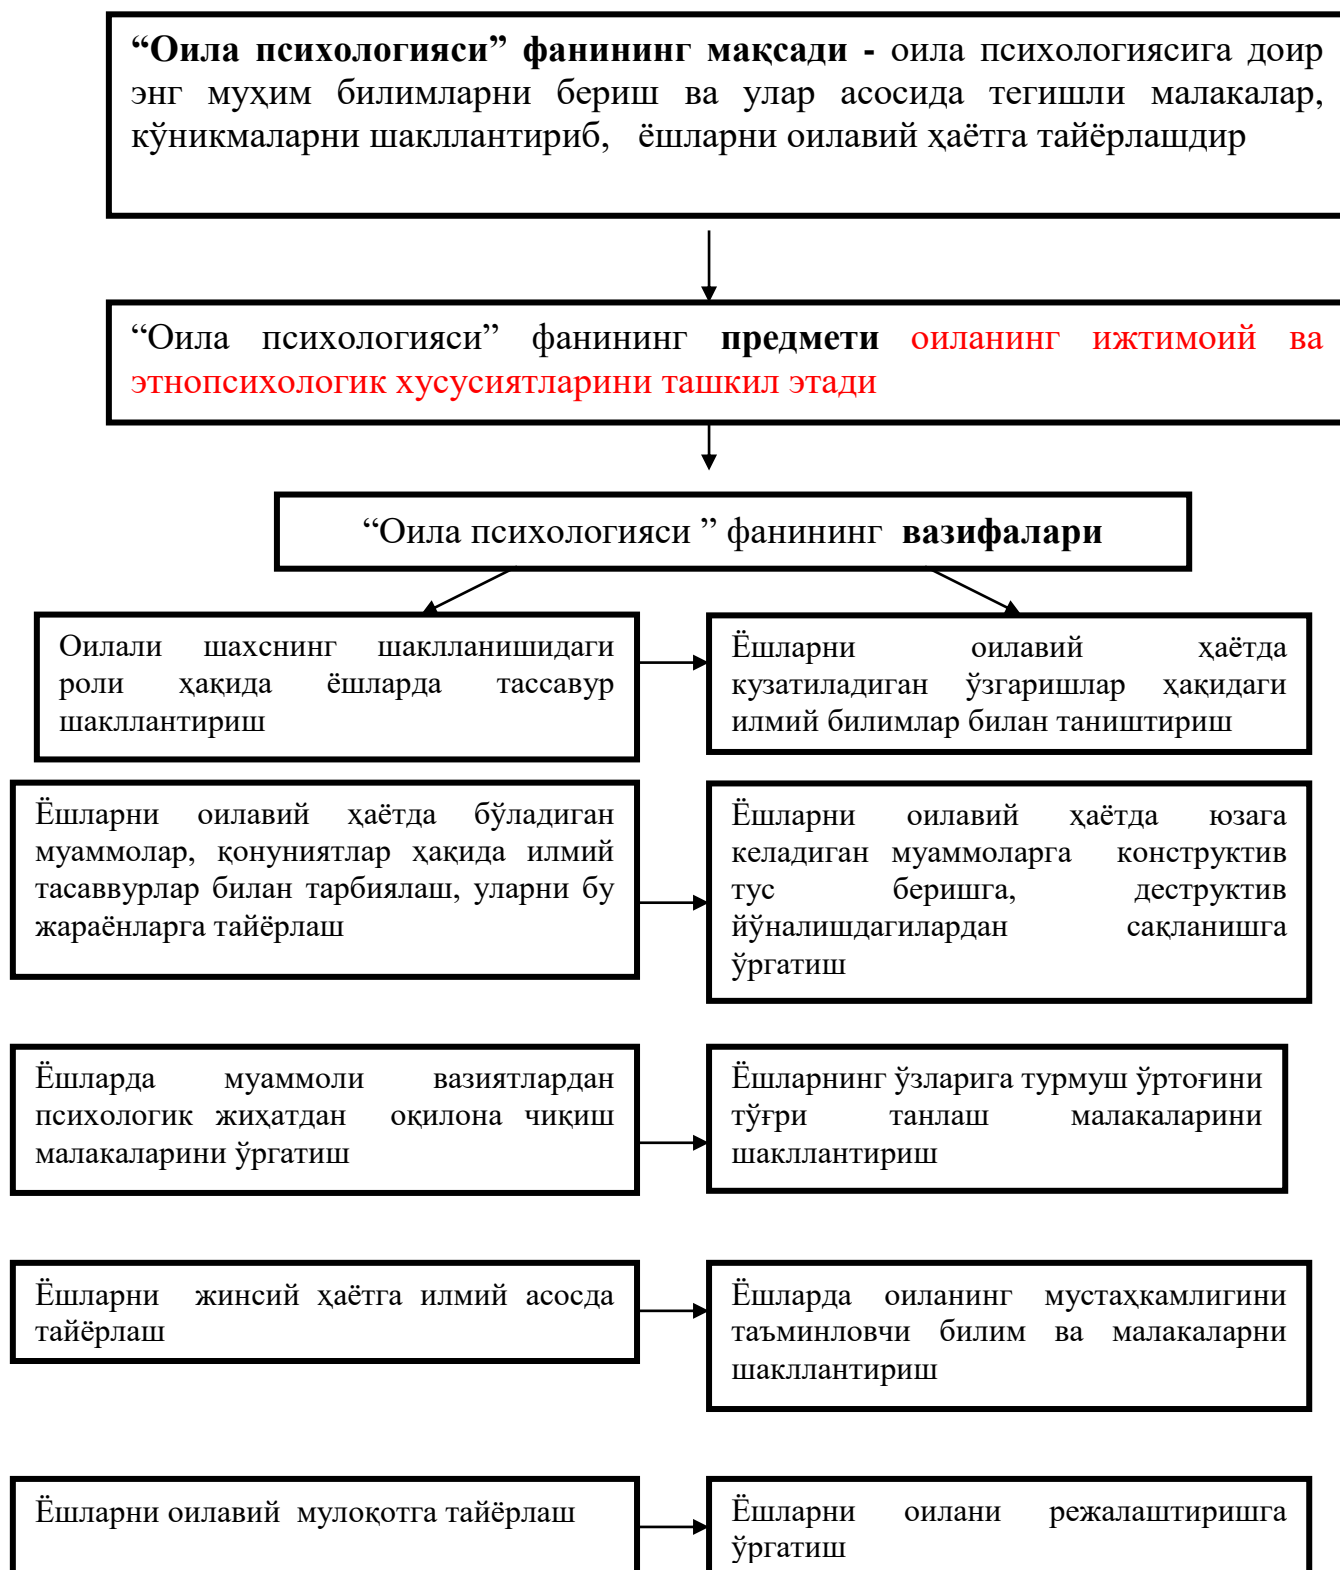 “Оила психологияси” фанининг мақсади - оила психологиясига доир
энг муҳим билимларни бериш ва улар асосида тегишли малакалар,
кўникмаларни шакллантириб, ёшларни оилавий ҳаётга тайёрлашдир
“Оила психологияси” фанининг предмети оиланинг ижтимоий ва
этнопсихологик хусусиятларини ташкил этади
“Оила психологияси ” фанининг вазифалари
Оилали шахснинг шаклланишидаги
роли ҳақида ёшларда тассавур
шакллантириш
Ёшларни оилавий ҳаётда
кузатиладиган ўзгаришлар ҳақидаги
илмий билимлар билан таништириш
Ёшларни оилавий ҳаётда бўладиган
муаммолар, қонуниятлар ҳақида илмий
тасаввурлар билан тарбиялаш, уларни бу
жараёнларга тайёрлаш
Ёшларни оилавий ҳаётда юзага
келадиган муаммоларга конструктив
тус беришга, деструктив
йўналишдагилардан сақланишга
ўргатиш
Ёшларда муаммоли вазиятлардан
психологик жиҳатдан оқилона чиқиш
малакаларини ўргатиш
Ёшларнинг ўзларига турмуш ўртоғини
тўғри танлаш малакаларини
шакллантириш
Ёшларни жинсий ҳаётга илмий асосда
тайёрлаш
Ёшларда оиланинг мустаҳкамлигини
таъминловчи билим ва малакаларни
шакллантириш
Ёшларни оилавий мулоқотга тайёрлаш
Ёшларни оилани режалаштиришга
ўргатиш